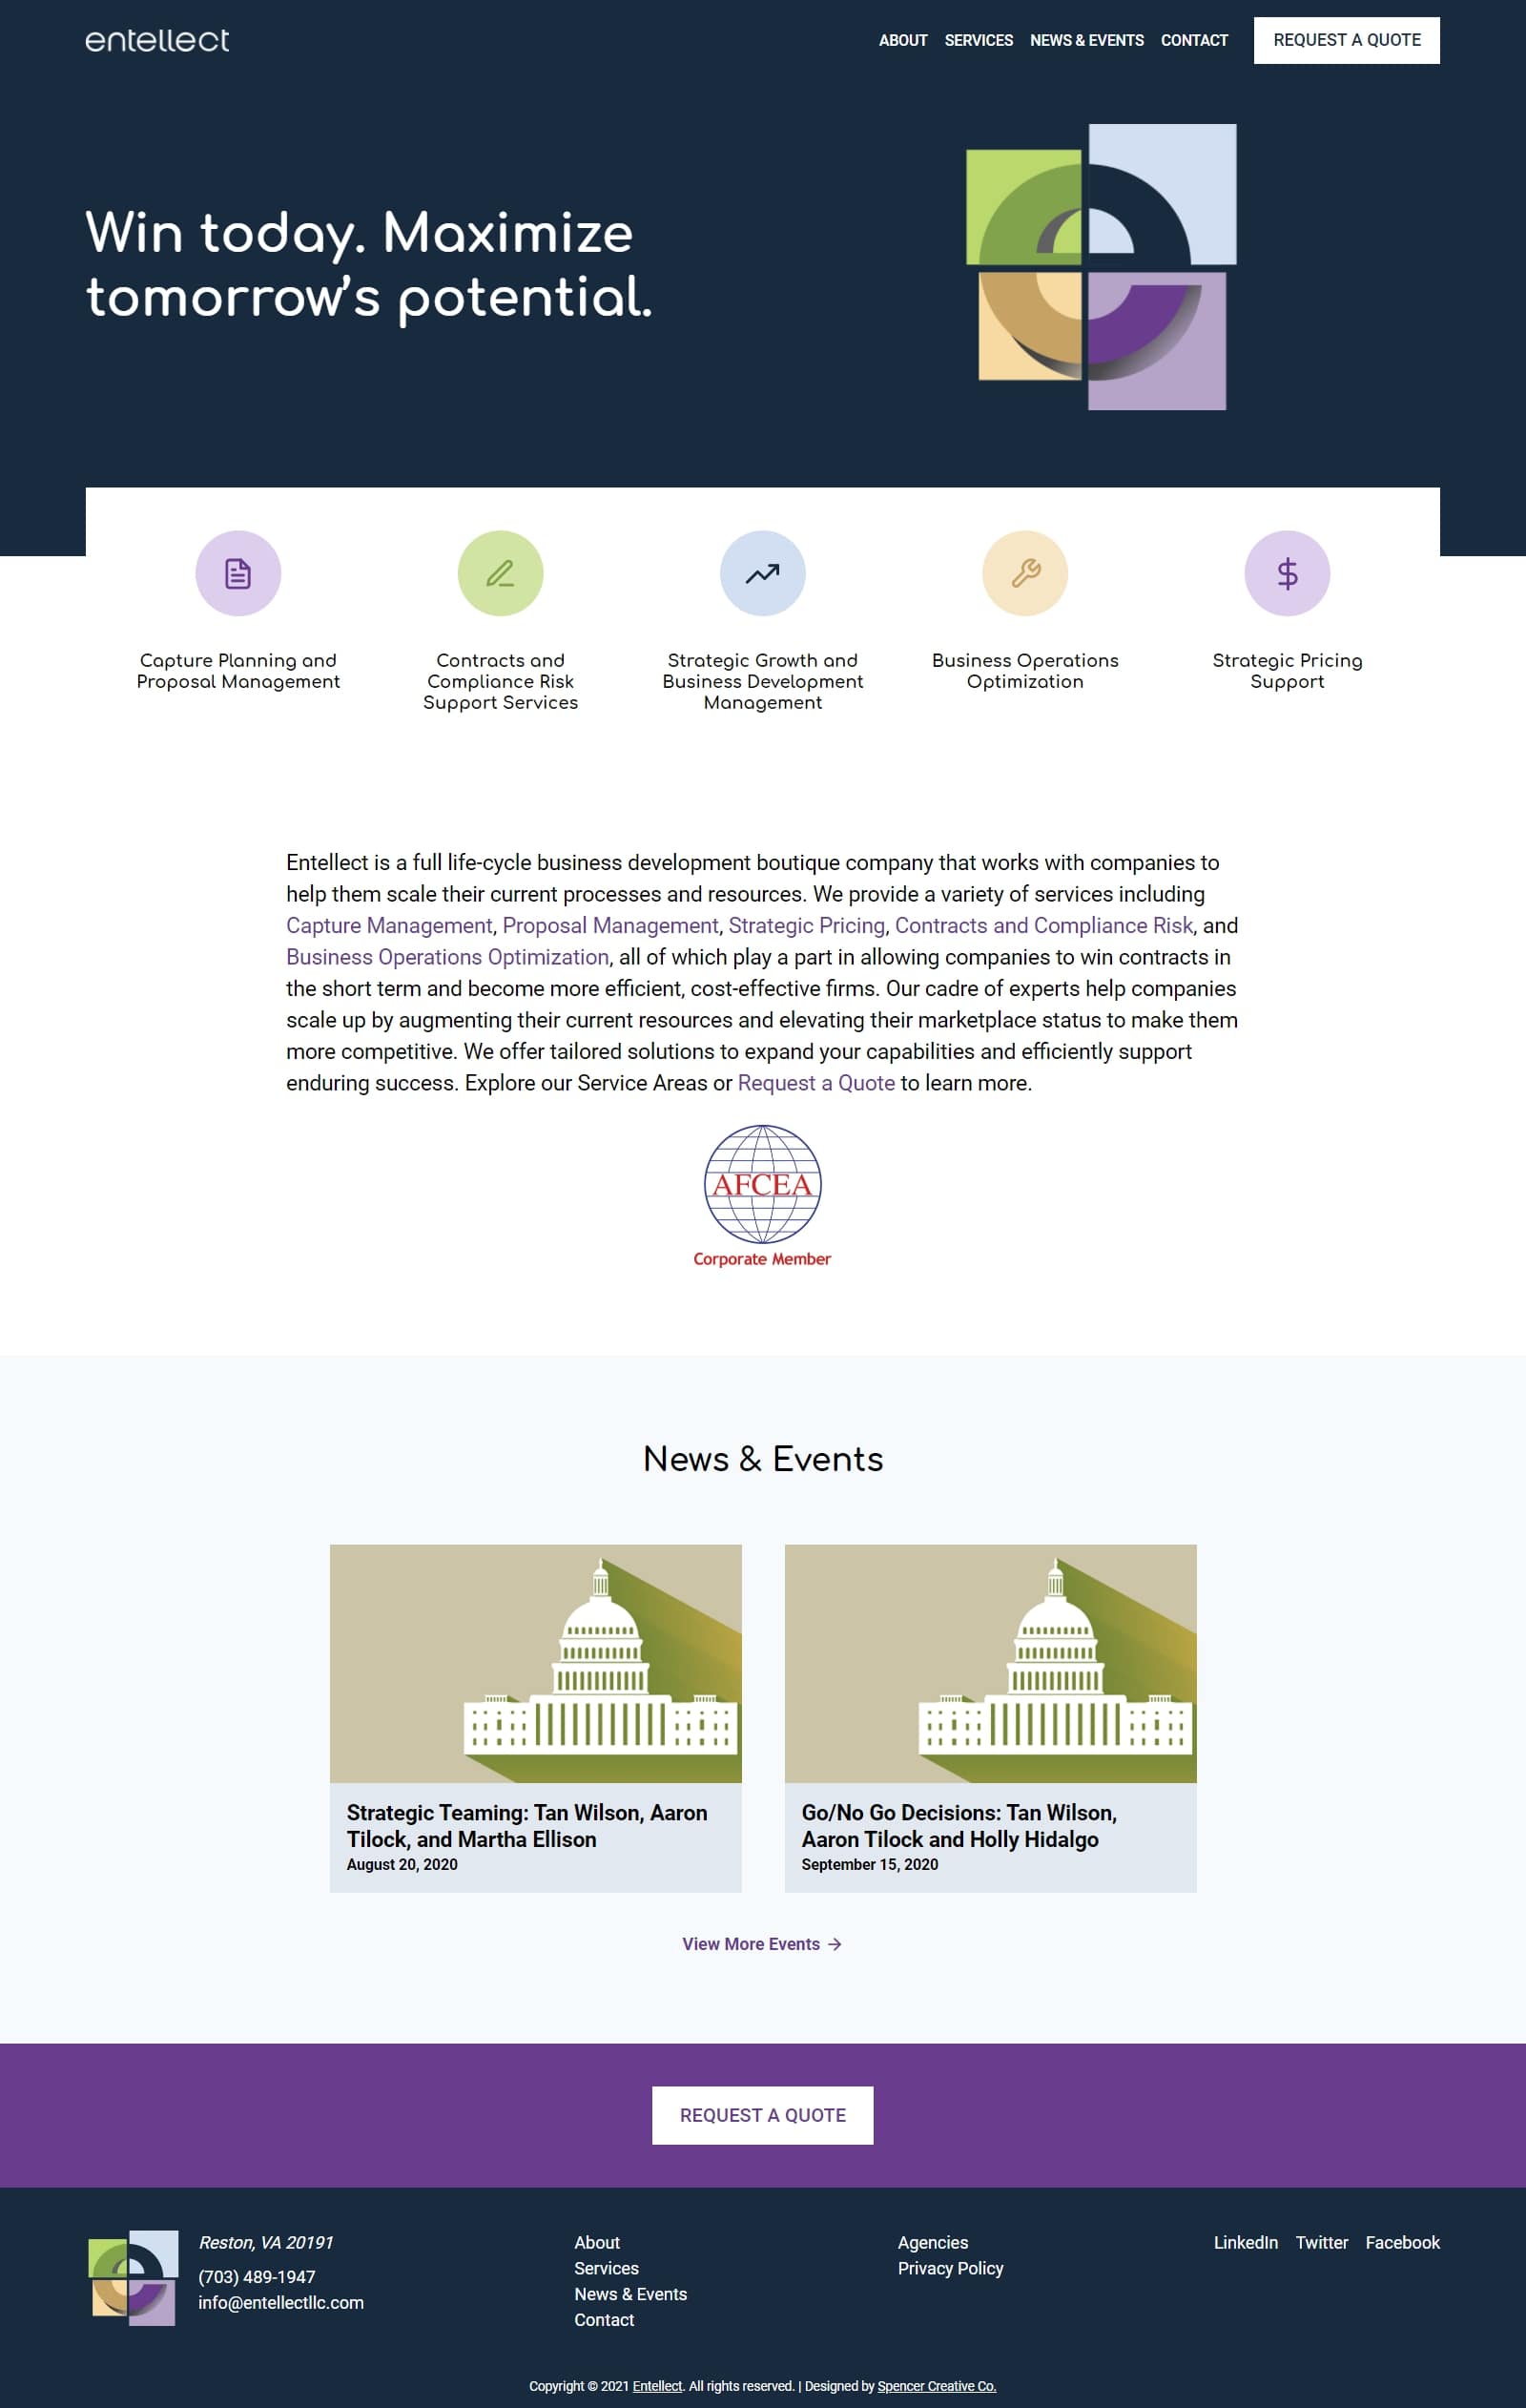 entellect
ABOUT SERVICES NEWS & EVENTS CONTACT REQUEST A QUOTE
Win today. Maximize
tomorrow's potential.
Capture Planning and
Proposal Management
Contracts and
Compliance Risk
Support Services
Strategic Growth and
Business Development
Management
Business Operations
Optimization
Strategic Pricing
Support
Entellect is a full life-cycle business development boutique company that works with companies to
help them scale their current processes and resources. We provide a variety of services including
Capture Management, Proposal Management, Strategic Pricing, Contracts and Compliance Risk, and
Business Operations Optimization, all of which play a part in allowing companies to win contracts in
the short term and become more efficient, cost-effective firms. Our cadre of experts help companies
scale up by augmenting their current resources and elevating their marketplace status to make them
more competitive. We offer tailored solutions to expand your capabilities and efficiently support
enduring success. Explore our Service Areas or Request a Quote to learn more.
AFCEA
Corporate Member
News & Events
Strategic Teaming: Tan Wilson, Aaron
Tilock, and Martha Ellison
August 20, 2020
Go/No Go Decisions: Tan Wilson,
Aaron Tilock and Holly Hidalgo
September 15, 2020
View More Events →
REQUEST A QUOTE
Reston, VA 20191
(703) 489-1947
info@entellectllc.com
About
Services
News & Events
Contact
Agencies
Privacy Policy
LinkedIn Twitter Facebook
Copyright © 2021 Entellect. All rights reserved. | Designed by Spencer Creative Co.